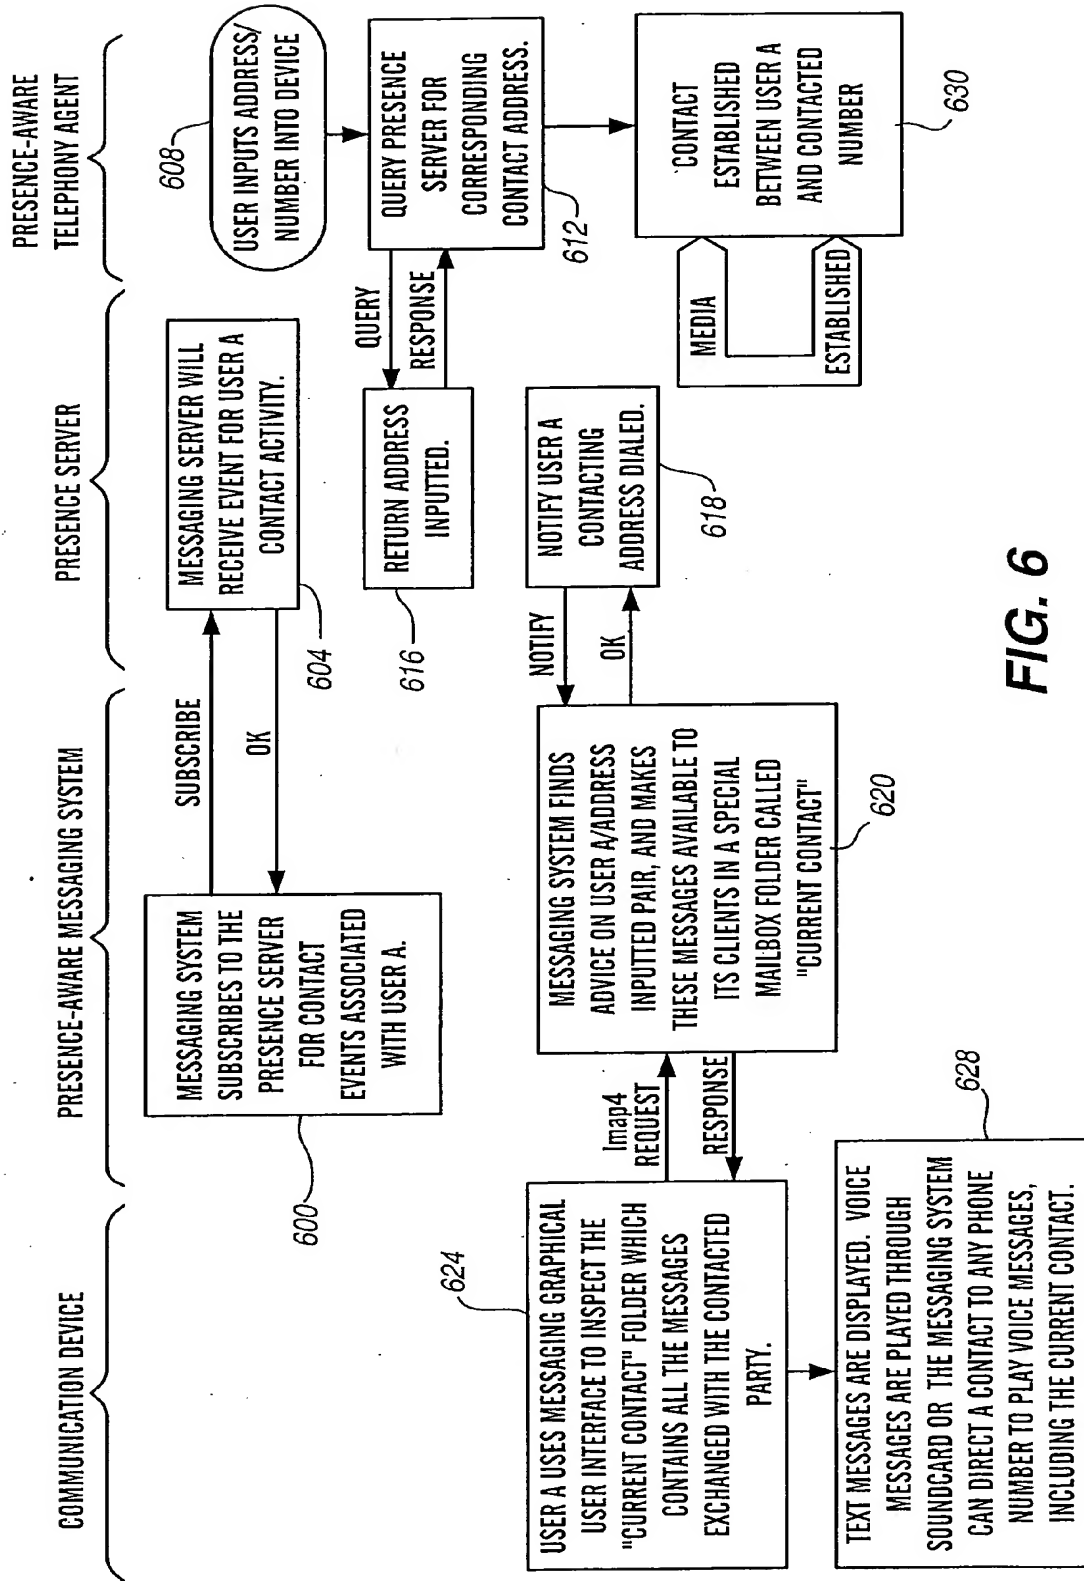 COMMUNICATION DEVICE
PRESENCE-AWARE MESSAGING SYSTEM
PRESENCE SERVER
PRESENCE-AWARE
TELEPHONY AGENT
MESSAGING SYSTEM
SUBSCRIBES TO THE
PRESENCE SERVER
FOR CONTACT
EVENTS ASSOCIATED
WITH USER A.
600
SUBSCRIBE
OK
MESSAGING SERVER WILL
RECEIVE EVENT FOR USER A
CONTACT ACTIVITY.
604
608
USER INPUTS ADDRESS/
NUMBER INTO DEVICE
QUERY PRESENCE
SERVER FOR
CORRESPONDING
CONTACT ADDRESS.
612
QUERY
RESPONSE
RETURN ADDRESS
INPUTTED.
616
NOTIFY USER A
CONTACTING
ADDRESS DIALED.
618
NOTIFY
OK
MESSAGING SYSTEM FINDS
ADVICE ON USER A/ADDRESS
INPUTTED PAIR, AND MAKES
THESE MESSAGES AVAILABLE TO
ITS CLIENTS IN A SPECIAL
MAILBOX FOLDER CALLED
"CURRENT CONTACT"
620
Imap4
REQUEST
RESPONSE
624
USER A USES MESSAGING GRAPHICAL
USER INTERFACE TO INSPECT THE
"CURRENT CONTACT" FOLDER WHICH
CONTAINS ALL THE MESSAGES
EXCHANGED WITH THE CONTACTED
PARTY.
628
TEXT MESSAGES ARE DISPLAYED. VOICE
MESSAGES ARE PLAYED THROUGH
SOUNDCARD OR THE MESSAGING SYSTEM
CAN DIRECT A CONTACT TO ANY PHONE
NUMBER TO PLAY VOICE MESSAGES,
INCLUDING THE CURRENT CONTACT.
MEDIA
ESTABLISHED
CONTACT
ESTABLISHED
BETWEEN USER A
AND CONTACTED
NUMBER
630
FIG. 6